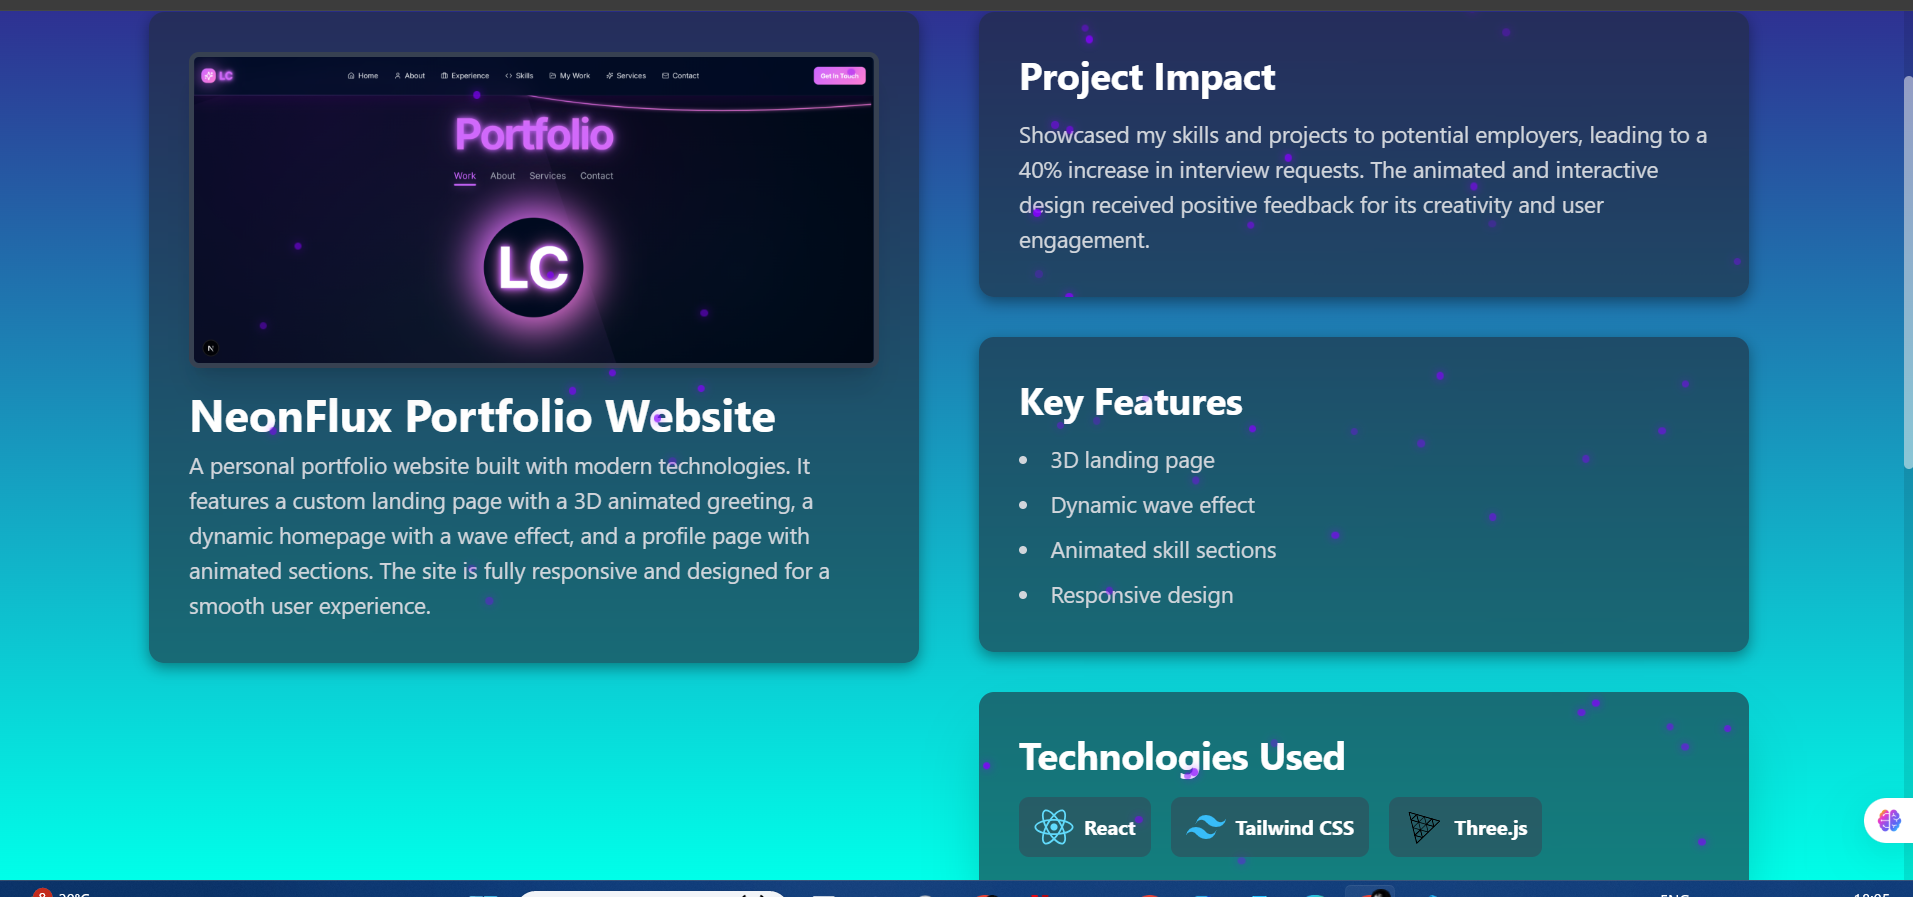 LC
Home
About
Experience
Skills
My Work
Services
Contact
Get In Touch
Portfolio
Work
About
Services
Contact
LC
N
NeonFlux Portfolio Website
A personal portfolio website built with modern technologies. It
features a custom landing page with a 3D animated greeting, a
dynamic homepage with a wave effect, and a profile page with
animated sections. The site is fully responsive and designed for a
smooth user experience.
Project Impact
Showcased my skills and projects to potential employers, leading to a
40% increase in interview requests. The animated and interactive
design received positive feedback for its creativity and user
engagement.
Key Features
• 3D landing page
• Dynamic wave effect
• Animated skill sections
• Responsive design
Technologies Used
React
Tailwind CSS
Three.js